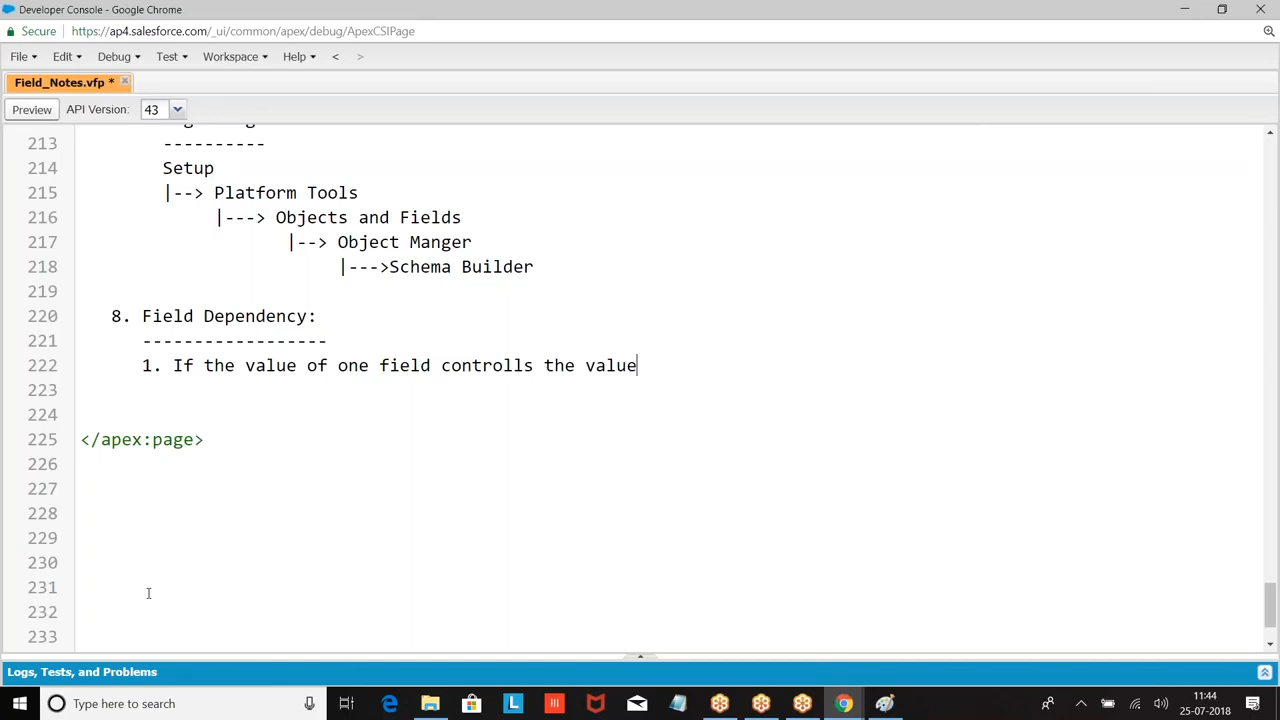 Developer Console - Google Chrome
Secure https://ap4.salesforce.com/_ui/common/apex/debug/ApexCSIPage
File Edit Debug Test Workspace Help < >
Field_Notes.vfp *
Preview API Version: 43
213 ----------
214 Setup
215 |--> Platform Tools
216 |---> Objects and Fields
217 |--> Object Manger
218 |--->Schema Builder
219
220 8. Field Dependency:
221 ------------------
222 1. If the value of one field controlls the value
223
224
225 </apex:page>
226
227
228
229
230
231
232
233
Logs, Tests, and Problems
Type here to search
11:44
25-07-2018